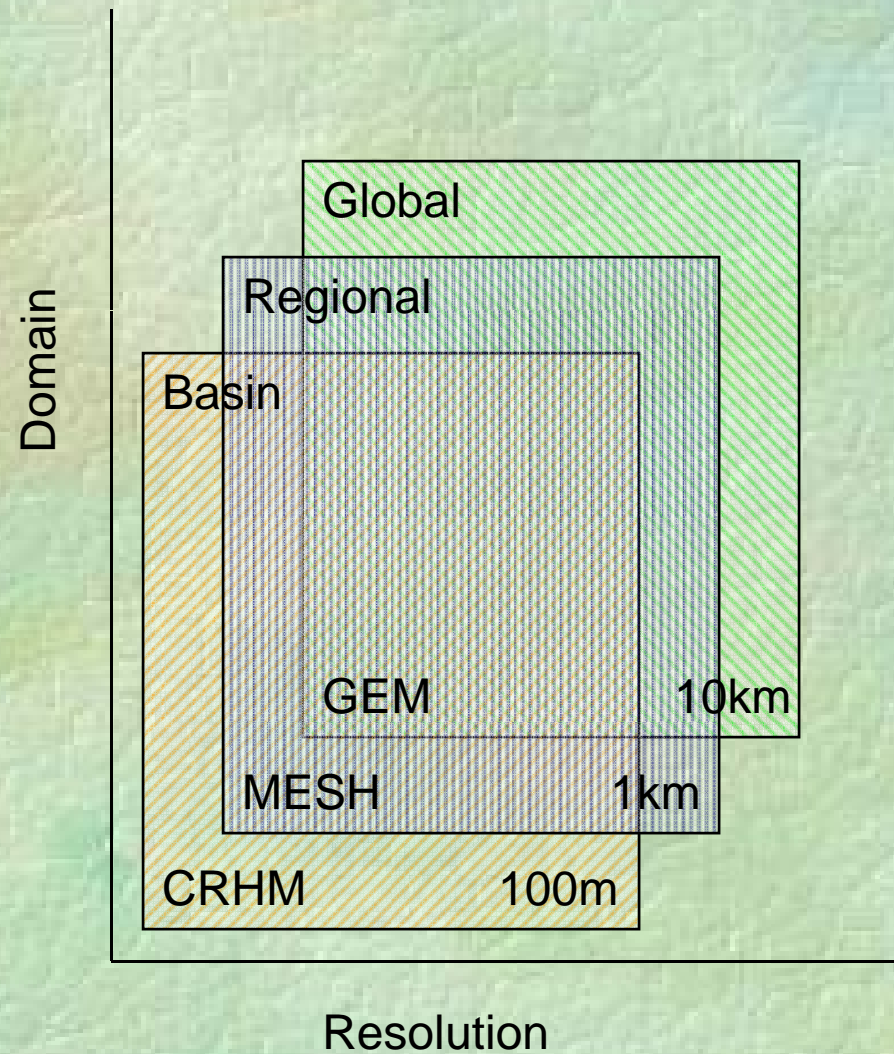 Domain
Global
Regional
Basin
GEM 10km
MESH 1km
CRHM 100m
Resolution